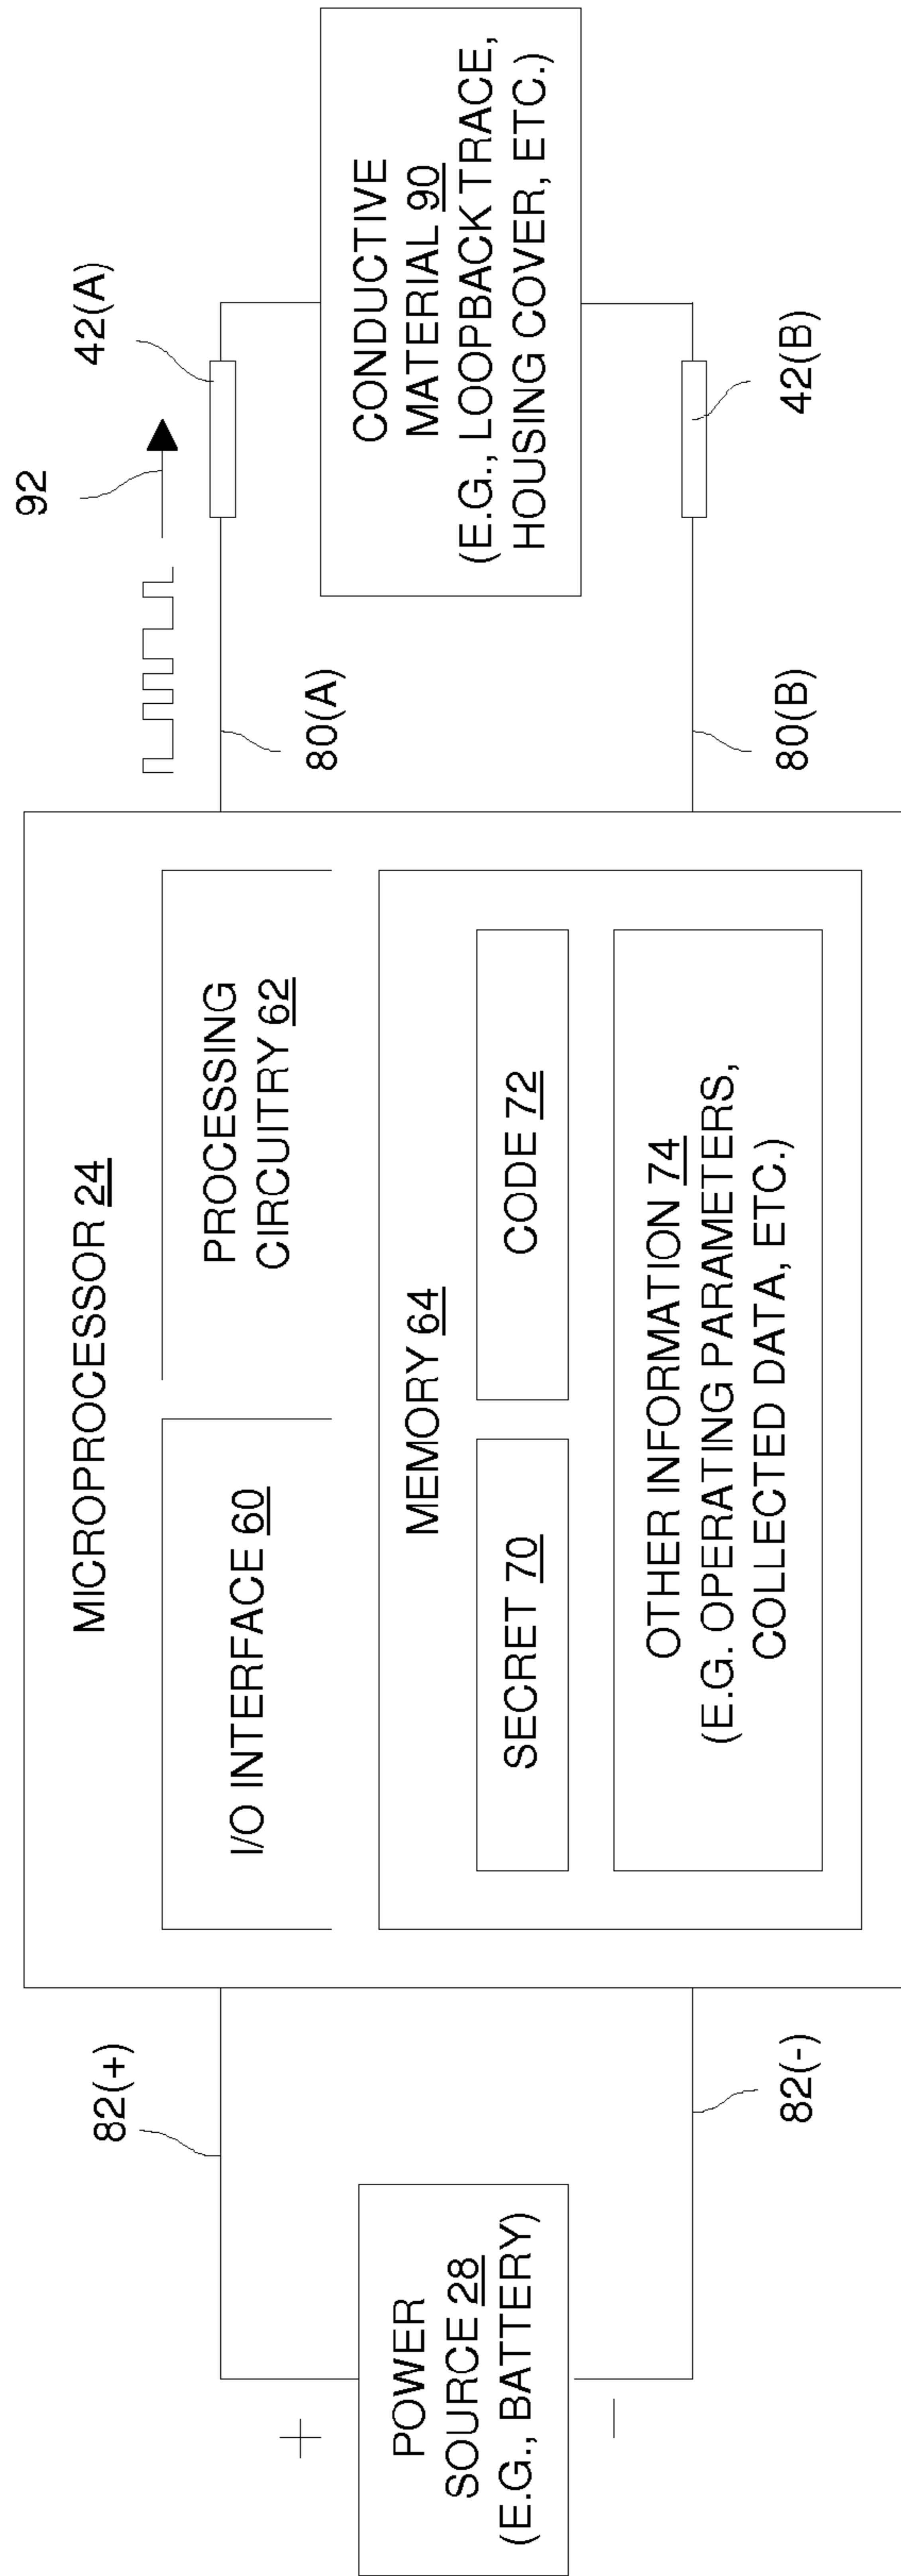 MICROPROCESSOR 24
I/O INTERFACE 60
PROCESSING
CIRCUITRY 62
MEMORY 64
SECRET 70
CODE 72
OTHER INFORMATION 74
(E.G. OPERATING PARAMETERS,
COLLECTED DATA, ETC.)
82(+)
82(-)
+
POWER
SOURCE 28
(E.G., BATTERY)
−
92
42(A)
80(A)
CONDUCTIVE
MATERIAL 90
(E.G., LOOPBACK TRACE,
HOUSING COVER, ETC.)
80(B)
42(B)